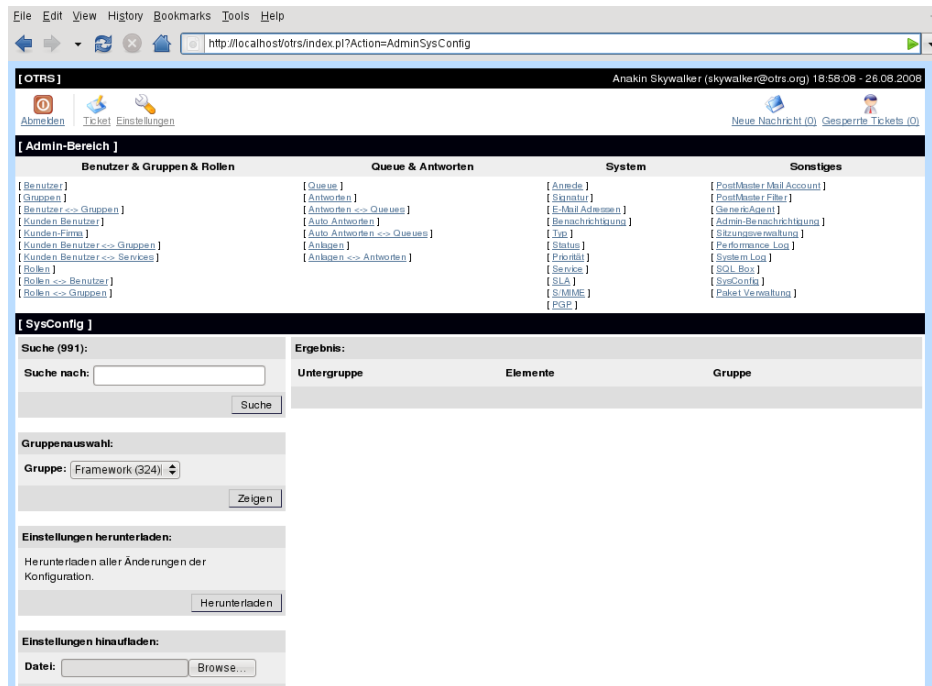 File Edit View History Bookmarks Tools Help
http://localhost/otrs/index.pl?Action=AdminSysConfig
[ OTRS ] Anakin Skywalker (skywalker@otrs.org) 18:58:08 - 26.08.2008
Abmelden Ticket Einstellungen Neue Nachricht (0) Gesperrte Tickets (0)
[ Admin-Bereich ]
Benutzer & Gruppen & Rollen Queue & Antworten System Sonstiges
[ Benutzer ] [ Queue ] [ Anrede ] [ PostMaster Mail Account ]
[ Gruppen ] [ Antworten ] [ Signatur ] [ PostMaster Filter ]
[ Benutzer <-> Gruppen ] [ Antworten <-> Queues ] [ E-Mail Adressen ] [ GenericAgent ]
[ Kunden Benutzer ] [ Auto Antworten ] [ Benachrichtigung ] [ Admin-Benachrichtigung ]
[ Kunden-Firma ] [ Auto Antworten <-> Queues ] [ Typ ] [ Sitzungsverwaltung ]
[ Kunden Benutzer <-> Gruppen ] [ Anlagen ] [ Status ] [ Performance Log ]
[ Kunden Benutzer <-> Services ] [ Anlagen <-> Antworten ] [ Priorität ] [ System Log ]
[ Rollen ] [ Service ] [ SQL Box ]
[ Rollen <-> Benutzer ] [ SLA ] [ SysConfig ]
[ Rollen <-> Gruppen ] [ S/MIME ] [ Paket Verwaltung ]
[ PGP ]
[ SysConfig ]
Suche (991): Ergebnis:
Suche nach: Untergruppe Elemente Gruppe
Suche
Gruppenauswahl:
Gruppe: Framework (324)
Zeigen
Einstellungen herunterladen:
Herunterladen aller Änderungen der
Konfiguration.
Herunterladen
Einstellungen hinaufladen:
Datei: Browse...